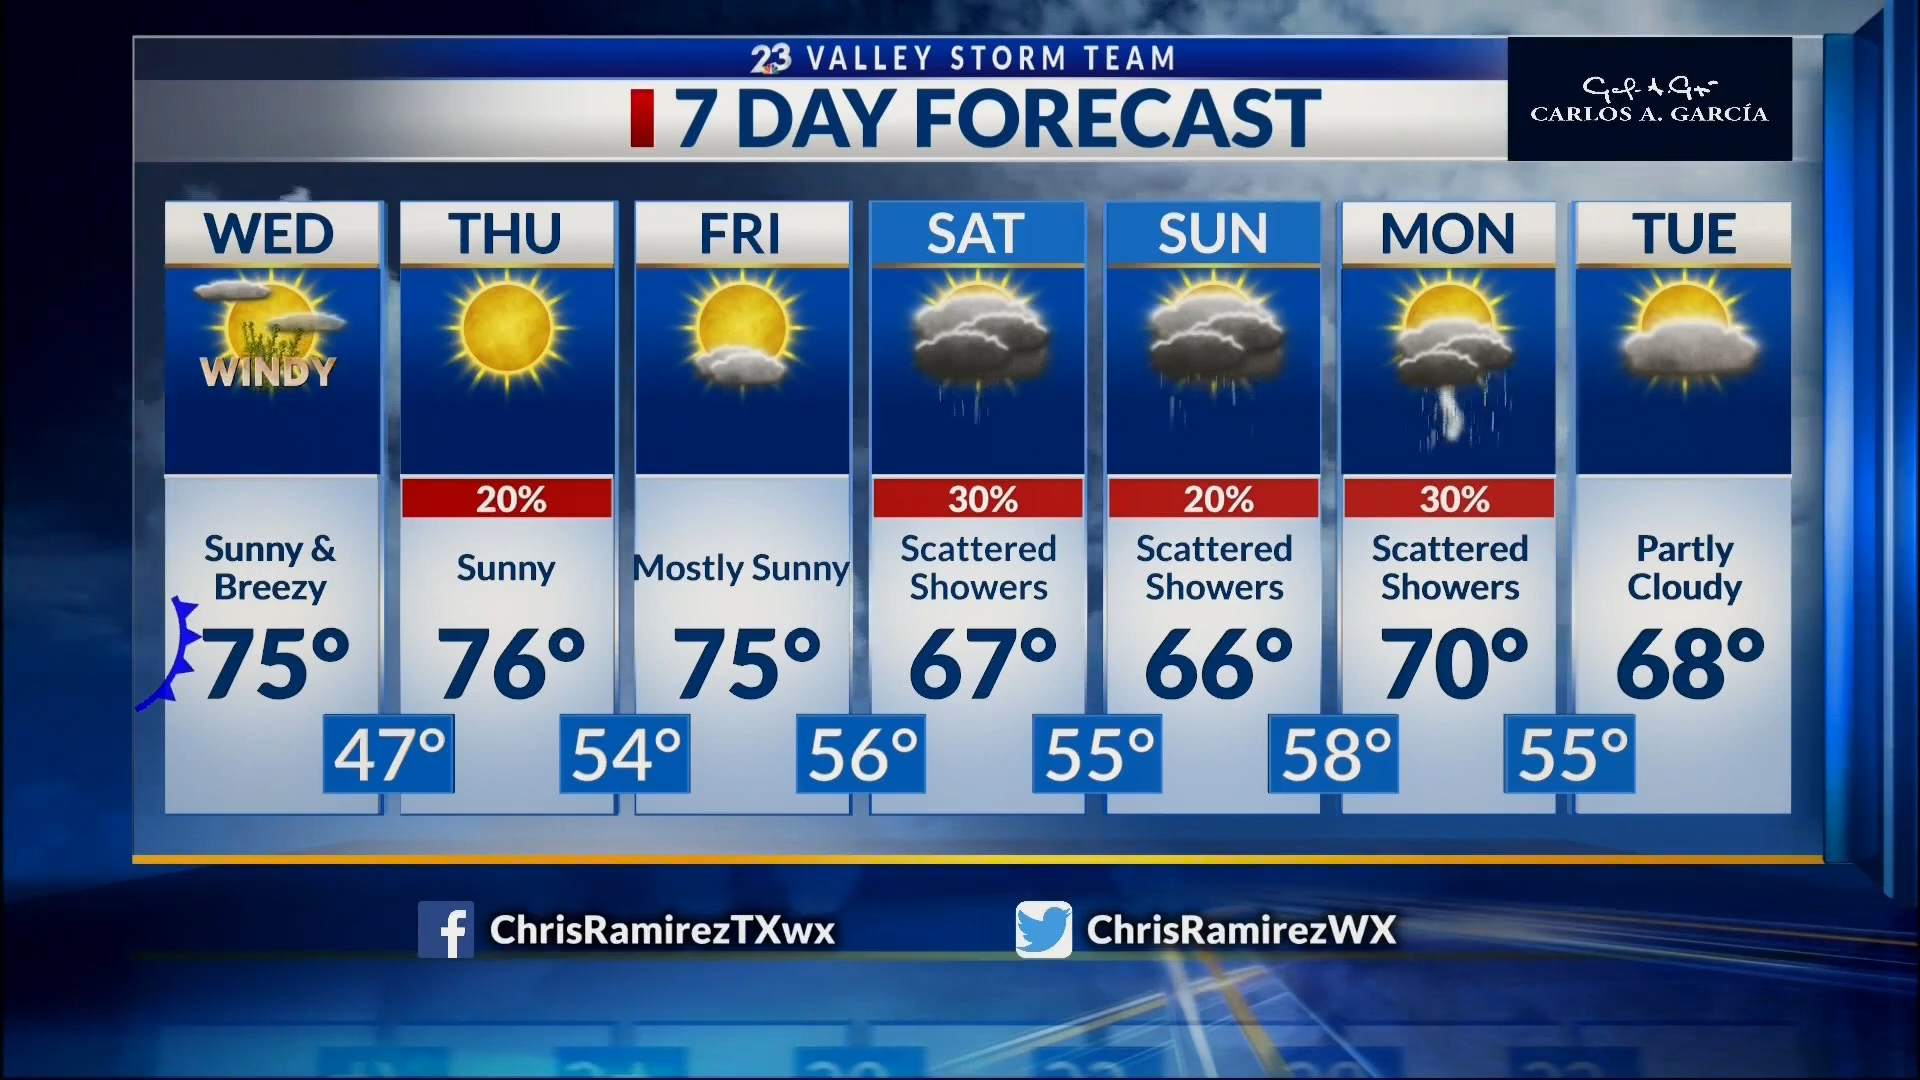 23 VALLEY STORM TEAM
7 DAY FORECAST
CARLOS A. GARCÍA
WED
THU
FRI
SAT
SUN
MON
TUE
WINDY
20%
30%
20%
30%
Sunny &
Breezy
Sunny
Mostly Sunny
Scattered
Showers
Scattered
Showers
Scattered
Showers
Partly
Cloudy
75°
76°
75°
67°
66°
70°
68°
47°
54°
56°
55°
58°
55°
ChrisRamirezTXwx
ChrisRamirezWX